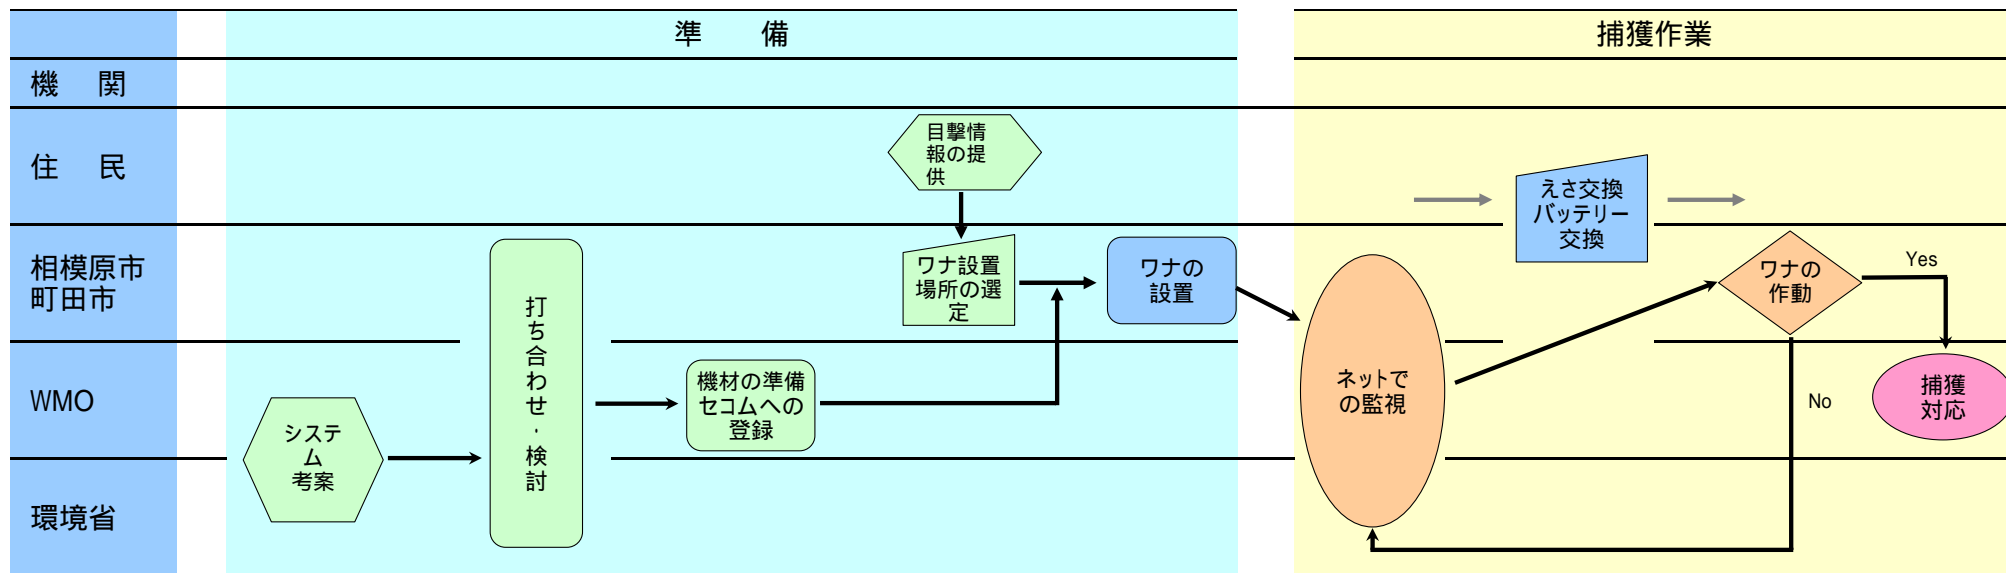 準 備
捕獲作業
機 関
住 民
目撃情
報の提
供
えさ交換
バッテリー
交換
相模原市
町田市
ワナ設置
場所の選
定
ワナの
設置
ワナの
作動
Yes
打ち合わせ・検討
WMO
機材の準備
セコムへの
登録
ネットで
の監視
No
捕獲
対応
システ
ム
考案
環境省